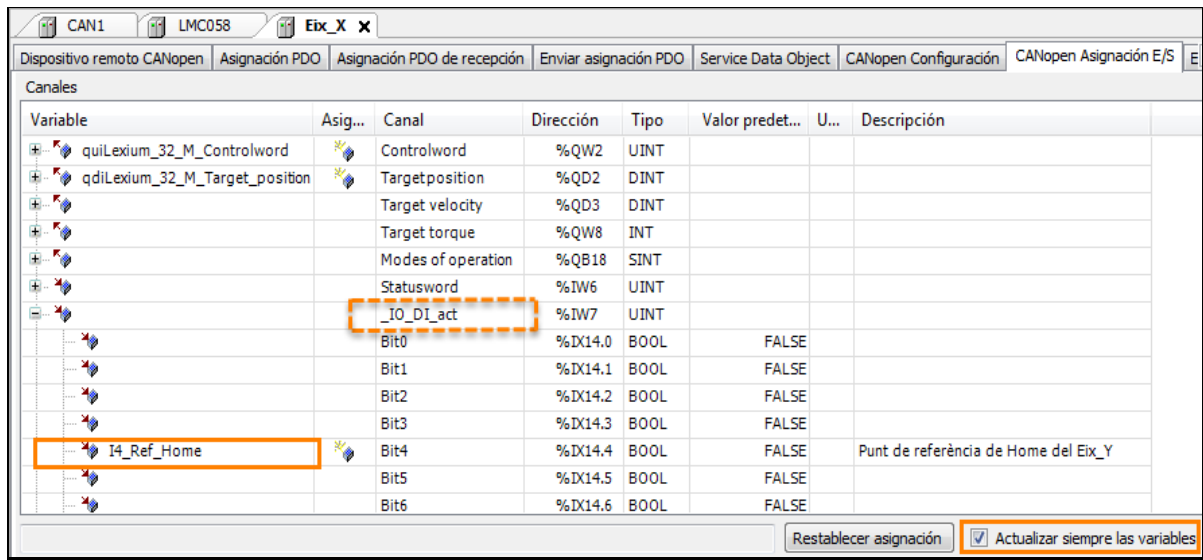 CAN1 LMC058 Eix_X X
Dispositivo remoto CANopen Asignación PDO Asignación PDO de recepción Enviar asignación PDO Service Data Object CANopen Configuración CANopen Asignación E/S E
Canales
Variable Asig... Canal Dirección Tipo Valor predet... U... Descripción
quiLexium_32_M_Controlword Controlword %QW2 UINT
qdiLexium_32_M_Target_position Targetposition %QD2 DINT
Target velocity %QD3 DINT
Target torque %QW8 INT
Modes of operation %QB18 SINT
Statusword %IW6 UINT
_IO_DI_act %IW7 UINT
Bit0 %IX14.0 BOOL FALSE
Bit1 %IX14.1 BOOL FALSE
Bit2 %IX14.2 BOOL FALSE
Bit3 %IX14.3 BOOL FALSE
I4_Ref_Home Bit4 %IX14.4 BOOL FALSE Punt de referència de Home del Eix_Y
Bit5 %IX14.5 BOOL FALSE
Bit6 %IX14.6 BOOL FALSE
Restablecer asignación Actualizar siempre las variables